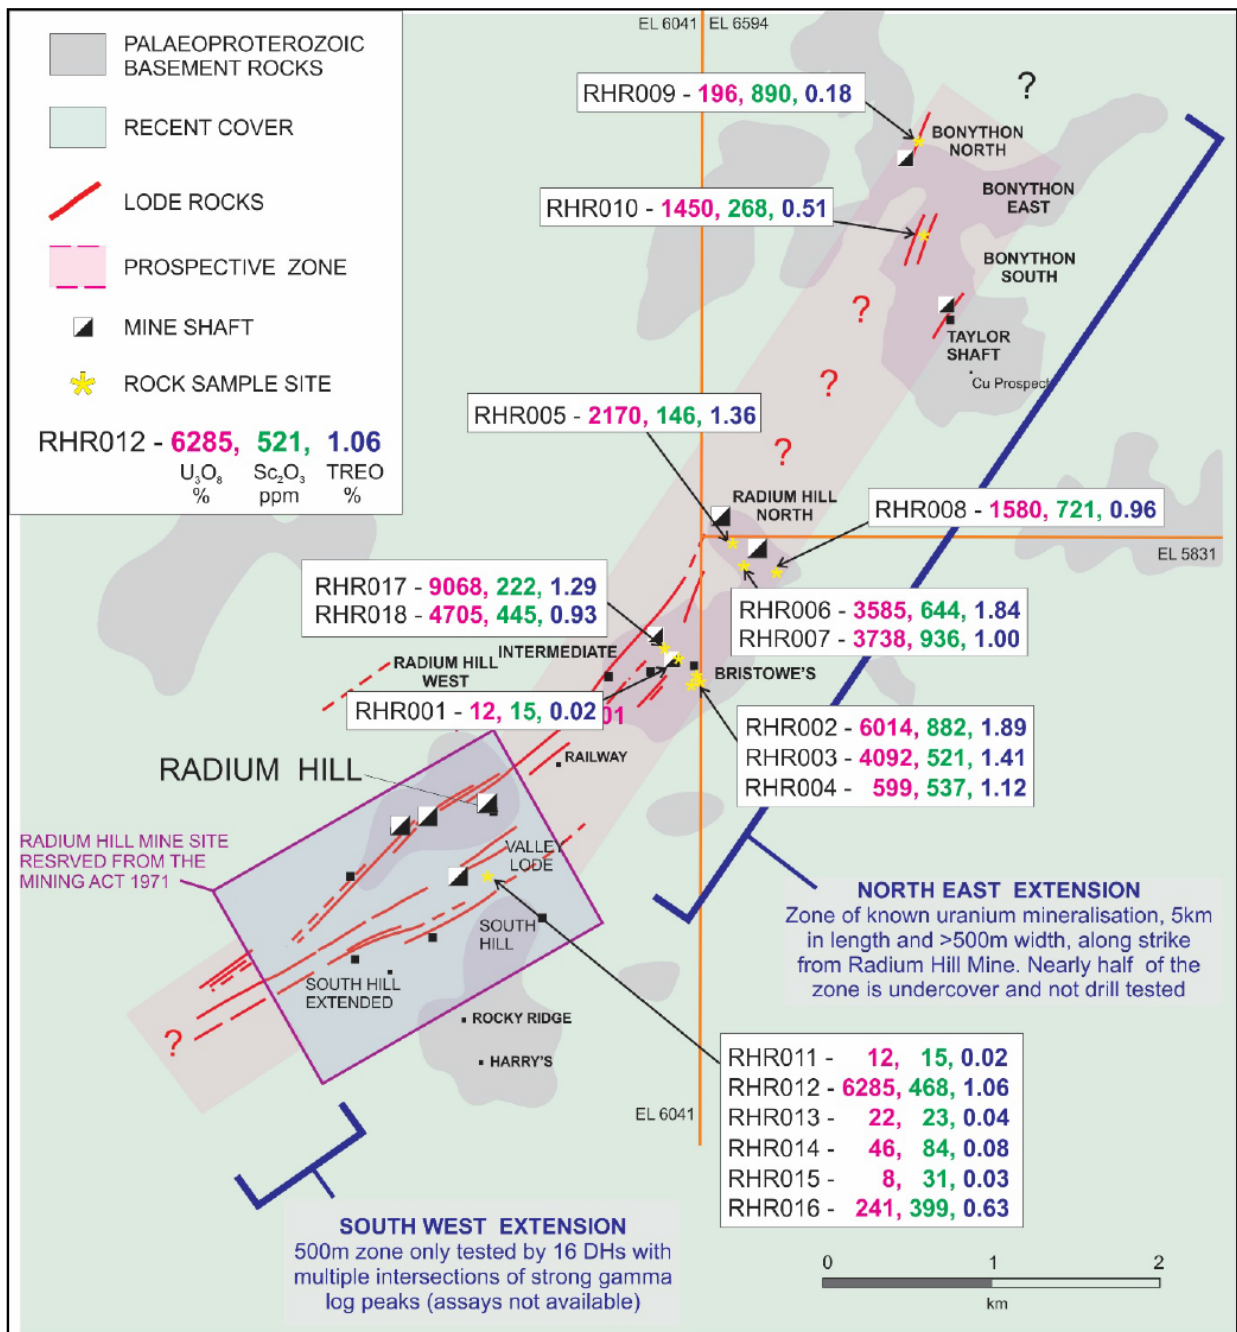 PALAEOPROTEROZOIC
BASEMENT ROCKS
RECENT COVER
LODE ROCKS
PROSPECTIVE ZONE
MINE SHAFT
ROCK SAMPLE SITE
RHR012 - 6285, 521, 1.06
U₃O₈ Sc₂O₃ TREO
% ppm %
EL 6041 EL 6594
?
RHR009 - 196, 890, 0.18
BONYTHON
NORTH
BONYTHON
EAST
RHR010 - 1450, 268, 0.51
BONYTHON
SOUTH
?
TAYLOR
SHAFT
Cu Prospect
?
RHR005 - 2170, 146, 1.36
?
RADIUM HILL
NORTH
RHR008 - 1580, 721, 0.96
EL 5831
RHR017 - 9068, 222, 1.29
RHR018 - 4705, 445, 0.93
RHR006 - 3585, 644, 1.84
RHR007 - 3738, 936, 1.00
INTERMEDIATE
RADIUM HILL
WEST
BRISTOWE'S
RHR001 - 12, 15, 0.02
01
RHR002 - 6014, 882, 1.89
RHR003 - 4092, 521, 1.41
RHR004 - 599, 537, 1.12
RAILWAY
RADIUM HILL
RADIUM HILL MINE SITE
RESRVED FROM THE
MINING ACT 1971
VALLEY
LODE
NORTH EAST EXTENSION
Zone of known uranium mineralisation, 5km
in length and >500m width, along strike
from Radium Hill Mine. Nearly half of the
zone is undercover and not drill tested
SOUTH
HILL
SOUTH HILL
EXTENDED
?
ROCKY RIDGE
HARRY'S
RHR011 - 12, 15, 0.02
RHR012 - 6285, 468, 1.06
RHR013 - 22, 23, 0.04
RHR014 - 46, 84, 0.08
RHR015 - 8, 31, 0.03
RHR016 - 241, 399, 0.63
EL 6041
SOUTH WEST EXTENSION
500m zone only tested by 16 DHs with
multiple intersections of strong gamma
log peaks (assays not available)
0 1 2
km